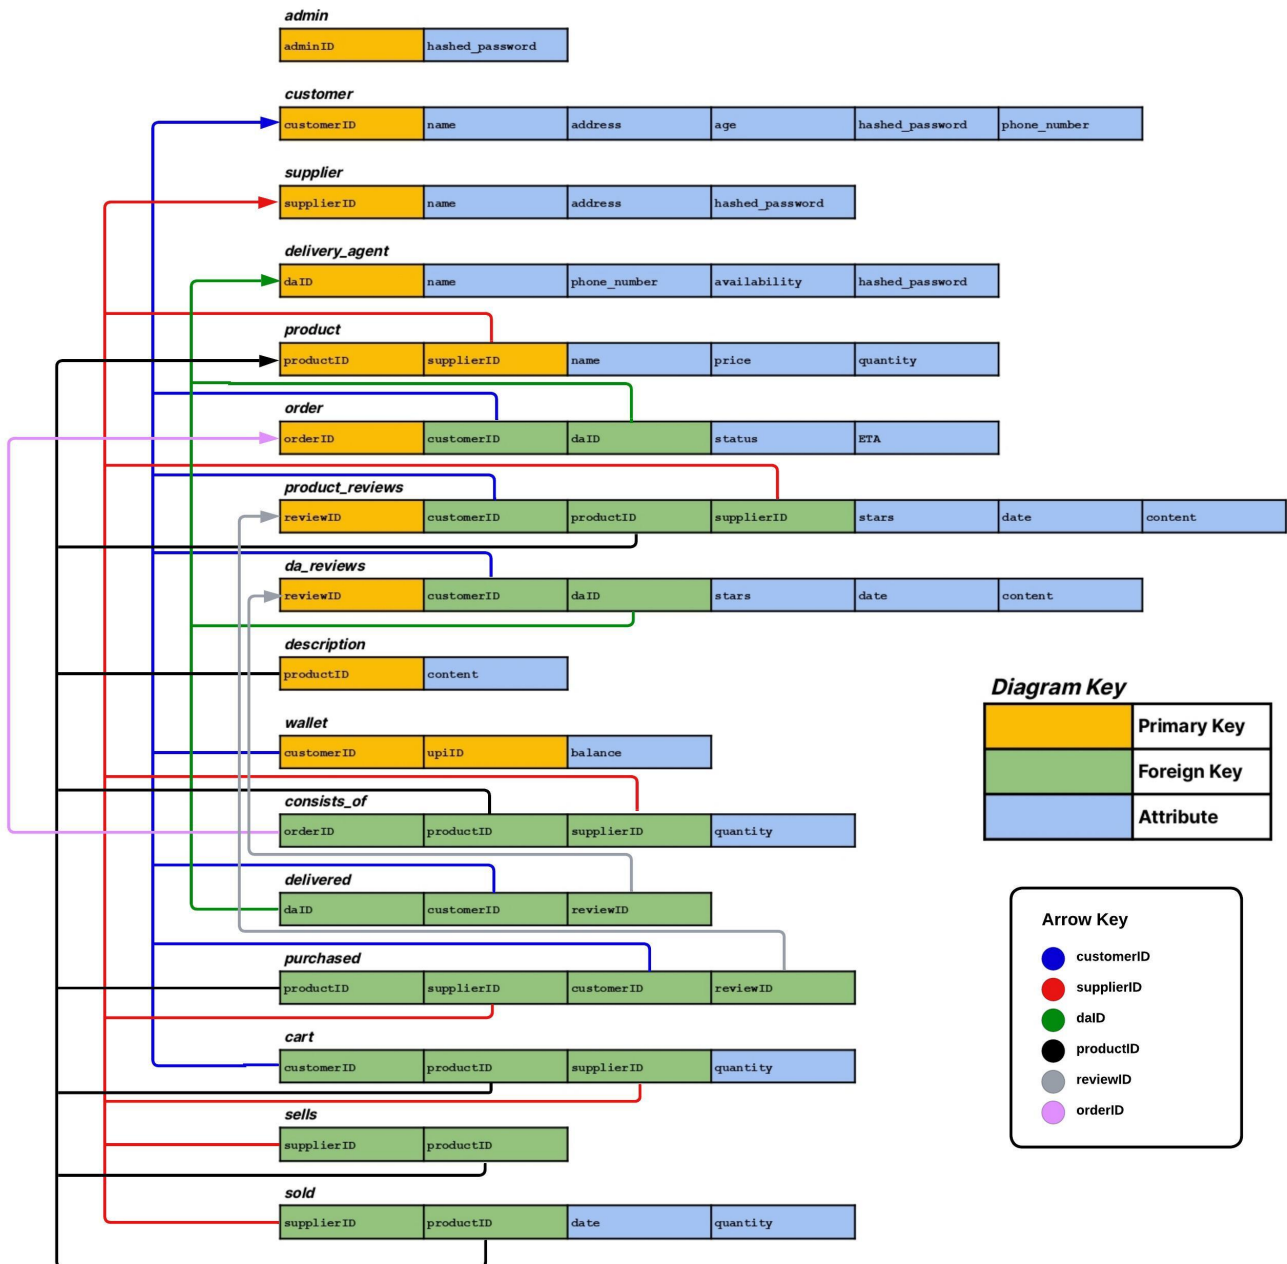 admin
adminID hashed_password
customer
customerID name address age hashed_password phone_number
supplier
supplierID name address hashed_password
delivery_agent
daID name phone_number availability hashed_password
product
productID supplierID name price quantity
order
orderID customerID daID status ETA
product_reviews
reviewID customerID productID supplierID stars date content
da_reviews
reviewID customerID daID stars date content
description
productID content
wallet
customerID upiID balance
consists_of
orderID productID supplierID quantity
delivered
daID customerID reviewID
purchased
productID supplierID customerID reviewID
cart
customerID productID supplierID quantity
sells
supplierID productID
sold
supplierID productID date quantity
Diagram Key
Primary Key
Foreign Key
Attribute
Arrow Key
customerID
supplierID
daID
productID
reviewID
orderID